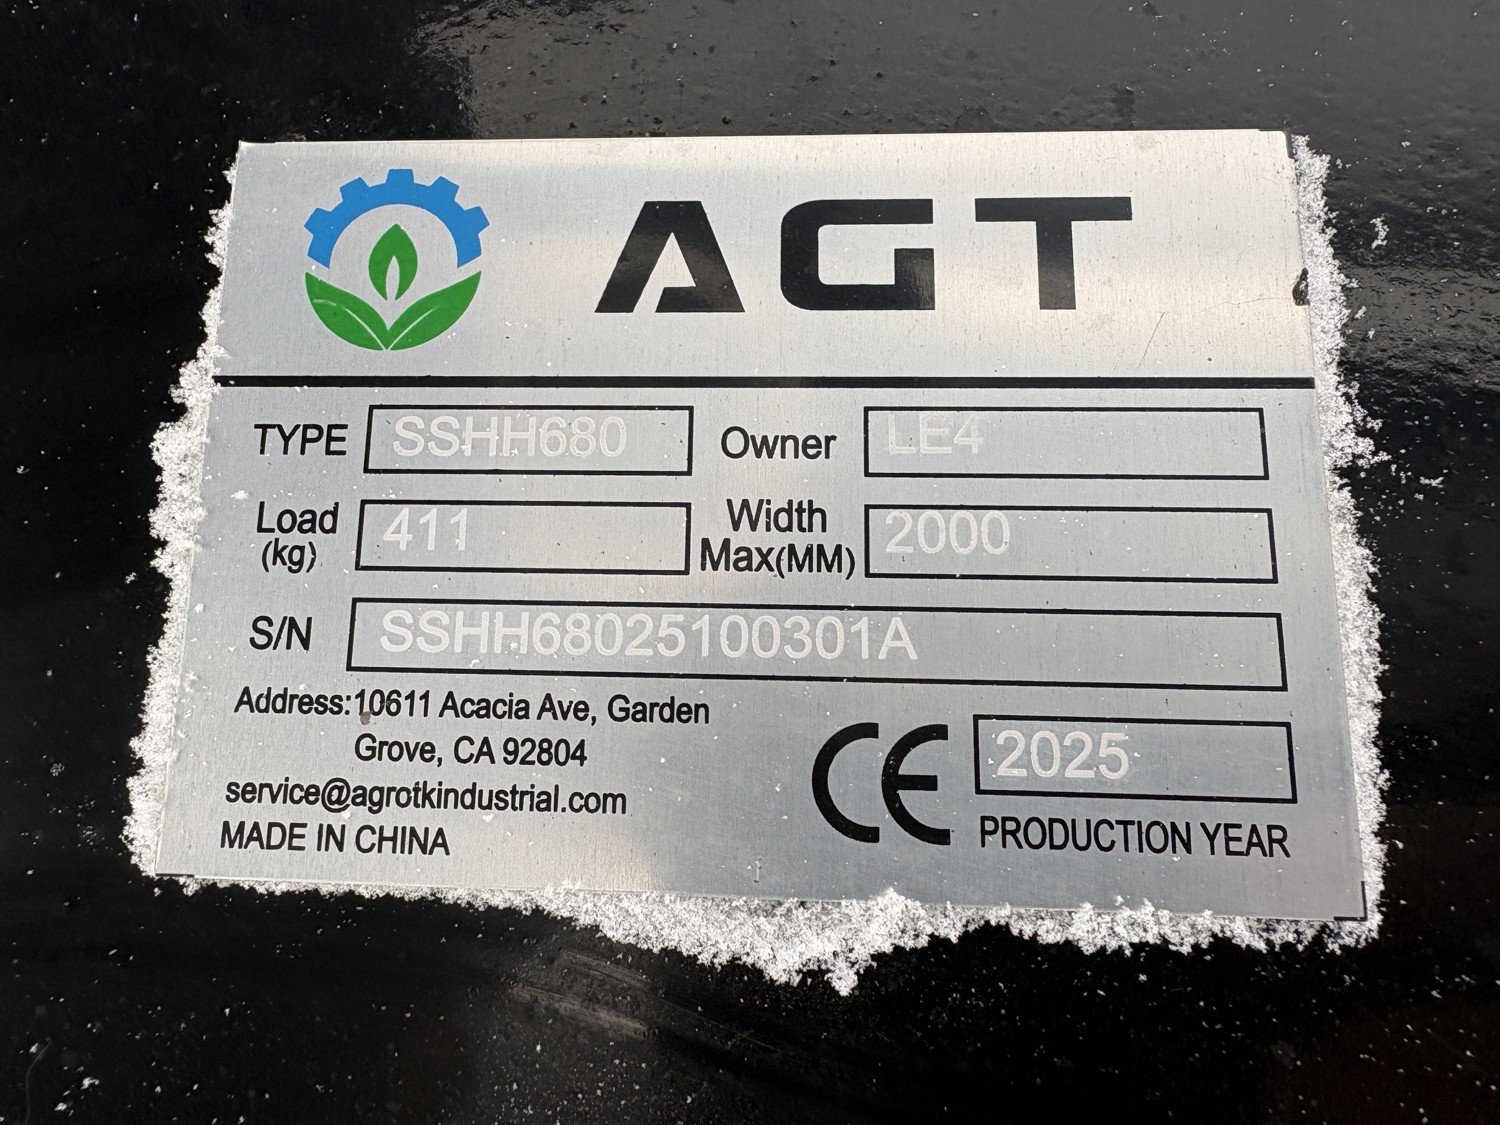 AGT
TYPE SSHH680 Owner LE4
Load (kg) 411 Width Max(MM) 2000
S/N SSHH68025100301A
Address:10611 Acacia Ave, Garden
Grove, CA 92804
service@agrotkindustrial.com
MADE IN CHINA
CE 2025
PRODUCTION YEAR